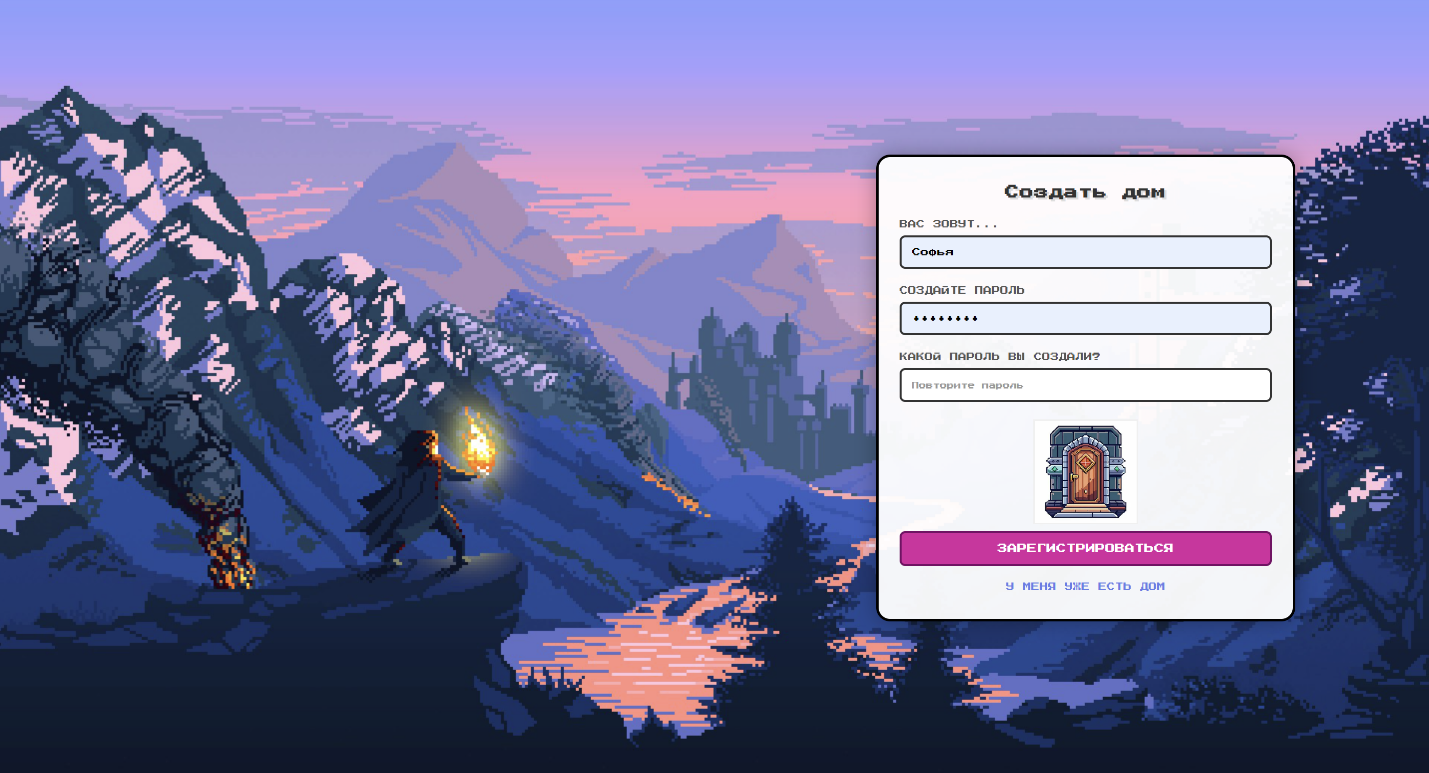 Создать дом
ВАС ЗОВУТ...
Софья
СОЗДАЙТЕ ПАРОЛЬ
КАКОЙ ПАРОЛЬ ВЫ СОЗДАЛИ?
Повторите пароль
ЗАРЕГИСТРИРОВАТЬСЯ
У МЕНЯ УЖЕ ЕСТЬ ДОМ